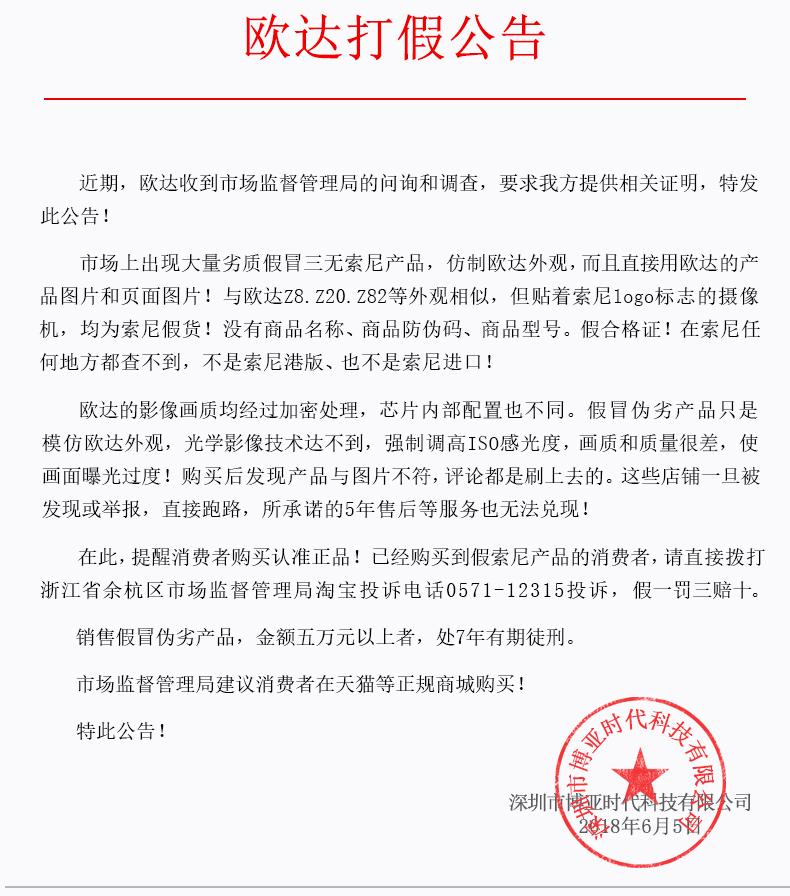 欧达打假公告
近期，欧达收到市场监督管理局的问询和调查，要求我方提供相关证明，特发
此公告！
市场上出现大量劣质假冒三无索尼产品，仿制欧达外观，而且直接用欧达的产
品图片和页面图片！与欧达Z8.Z20.Z82等外观相似，但贴着索尼logo标志的摄像
机，均为索尼假货！没有商品名称、商品防伪码、商品型号。假合格证！在索尼任
何地方都查不到，不是索尼港版、也不是索尼进口！
欧达的影像画质均经过加密处理，芯片内部配置也不同。假冒伪劣产品只是
模仿欧达外观，光学影像技术达不到，强制调高ISO感光度，画质和质量很差，使
画面曝光过度！购买后发现产品与图片不符，评论都是刷上去的。这些店铺一旦被
发现或举报，直接跑路，所承诺的5年售后等服务也无法兑现！
在此，提醒消费者购买认准正品！已经购买到假索尼产品的消费者，请直接拨打
浙江省余杭区市场监督管理局淘宝投诉电话0571-12315投诉，假一罚三赔十。
销售假冒伪劣产品，金额五万元以上者，处7年有期徒刑。
市场监督管理局建议消费者在天猫等正规商城购买！
特此公告！
深圳市博亚时代科技有限公司
深圳市博亚时代科技有限公司
2018年6月5日